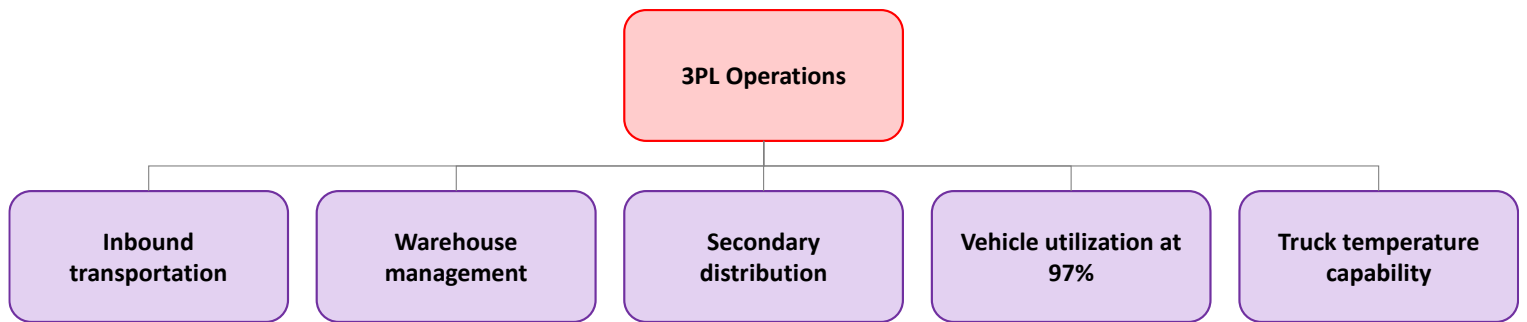 3PL Operations
Inbound
transportation
Warehouse
management
Secondary
distribution
Vehicle utilization at
97%
Truck temperature
capability